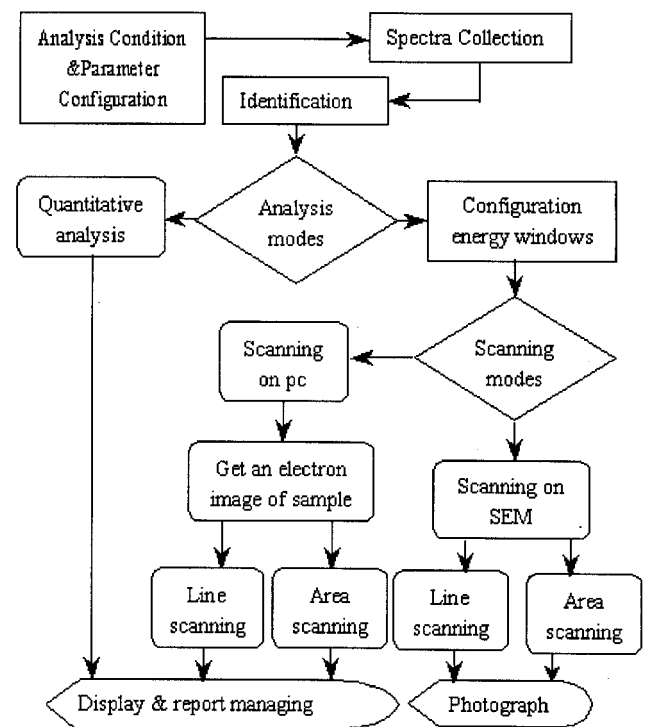 Analysis Condition
&Parameter
Configuration
Spectra Collection
Identification
Quantitative
analysis
Analysis
modes
Configuration
energy windows
Scanning
on pc
Scanning
modes
Get an electron
image of sample
Scanning on
SEM
Line
scanning
Area
scanning
Line
scanning
Area
scanning
Display & report managing
Photograph